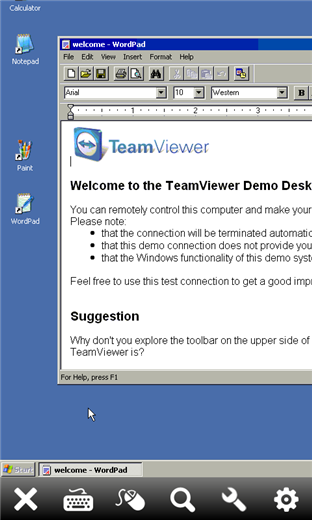 Calculator
Notepad
Paint
WordPad
welcome - WordPad
File Edit View Insert Format Help
Arial 10 Western B
1 2 3
TeamViewer
Welcome to the TeamViewer Demo Desk
You can remotely control this computer and make your
Please note:
• that the connection will be terminated automatic
• that this demo connection does not provide you
• that the Windows functionality of this demo syste
Feel free to use this test connection to get a good impr
Suggestion
Why don't you explore the toolbar on the upper side of
TeamViewer is?
For Help, press F1
Start welcome - WordPad